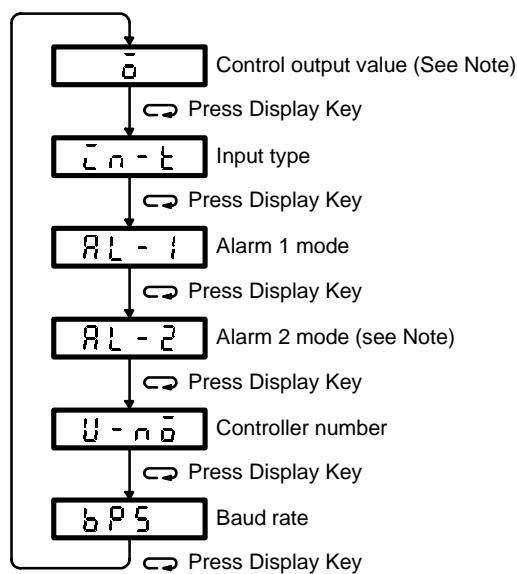 ō Control output value (See Note)
Press Display Key
īn-t Input type
Press Display Key
AL-1 Alarm 1 mode
Press Display Key
AL-2 Alarm 2 mode (see Note)
Press Display Key
U-nō Controller number
Press Display Key
bPS Baud rate
Press Display Key